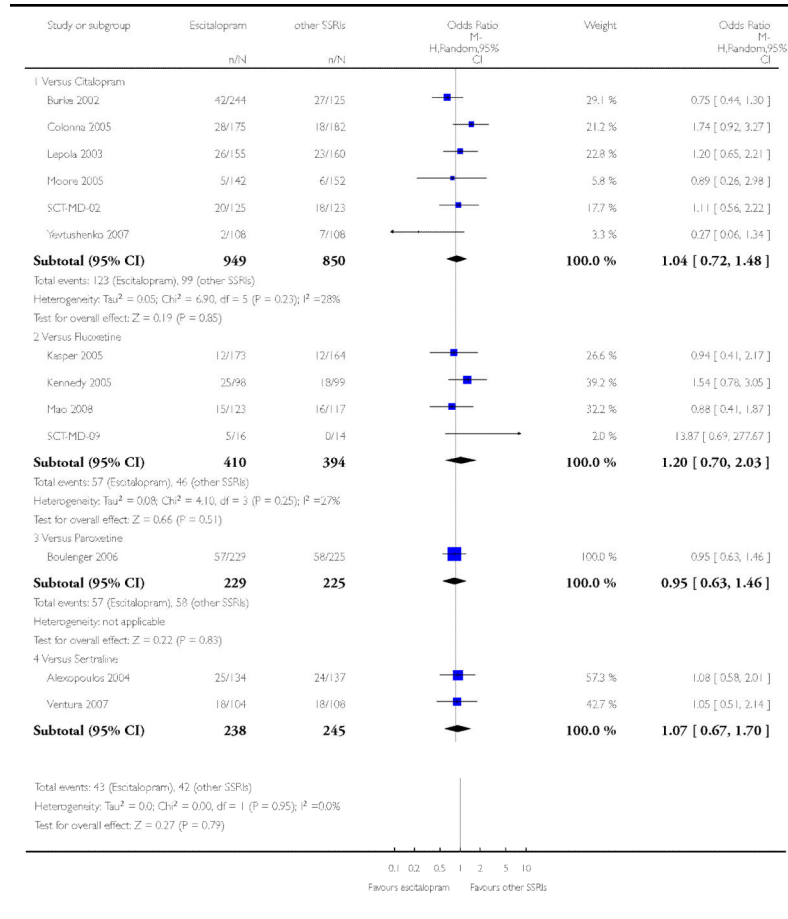 Study or subgroup Escitalopram other SSRIs Odds Ratio Weight Odds Ratio
M- M-
H,Random,95% H,Random,95%
n/N n/N CI CI
1 Versus Citalopram
Burke 2002 42/244 27/125 29.1 % 0.75 [ 0.44, 1.30 ]
Colonna 2005 28/175 18/182 21.2 % 1.74 [ 0.92, 3.27 ]
Lepola 2003 26/155 23/160 22.8 % 1.20 [ 0.65, 2.21 ]
Moore 2005 5/142 6/152 5.8 % 0.89 [ 0.26, 2.98 ]
SCT-MD-02 20/125 18/123 17.7 % 1.11 [ 0.56, 2.22 ]
Yevtushenko 2007 2/108 7/108 3.3 % 0.27 [ 0.06, 1.34 ]
Subtotal (95% CI) 949 850 100.0 % 1.04 [ 0.72, 1.48 ]
Total events: 123 (Escitalopram), 99 (other SSRIs)
Heterogeneity: Tau² = 0.05; Chi² = 6.90, df = 5 (P = 0.23); I² =28%
Test for overall effect: Z = 0.19 (P = 0.85)
2 Versus Fluoxetine
Kasper 2005 12/173 12/164 26.6 % 0.94 [ 0.41, 2.17 ]
Kennedy 2005 25/98 18/99 39.2 % 1.54 [ 0.78, 3.05 ]
Mao 2008 15/123 16/117 32.2 % 0.88 [ 0.41, 1.87 ]
SCT-MD-09 5/16 0/14 2.0 % 13.87 [ 0.69, 277.67 ]
Subtotal (95% CI) 410 394 100.0 % 1.20 [ 0.70, 2.03 ]
Total events: 57 (Escitalopram), 46 (other SSRIs)
Heterogeneity: Tau² = 0.08; Chi² = 4.10, df = 3 (P = 0.25); I² =27%
Test for overall effect: Z = 0.66 (P = 0.51)
3 Versus Paroxetine
Boulenger 2006 57/229 58/225 100.0 % 0.95 [ 0.63, 1.46 ]
Subtotal (95% CI) 229 225 100.0 % 0.95 [ 0.63, 1.46 ]
Total events: 57 (Escitalopram), 58 (other SSRIs)
Heterogeneity: not applicable
Test for overall effect: Z = 0.22 (P = 0.83)
4 Versus Sertraline
Alexopoulos 2004 25/134 24/137 57.3 % 1.08 [ 0.58, 2.01 ]
Ventura 2007 18/104 18/108 42.7 % 1.05 [ 0.51, 2.14 ]
Subtotal (95% CI) 238 245 100.0 % 1.07 [ 0.67, 1.70 ]
Total events: 43 (Escitalopram), 42 (other SSRIs)
Heterogeneity: Tau² = 0.0; Chi² = 0.00, df = 1 (P = 0.95); I² =0.0%
Test for overall effect: Z = 0.27 (P = 0.79)
0.1 0.2 0.5 1 2 5 10
Favours escitalopram Favours other SSRIs